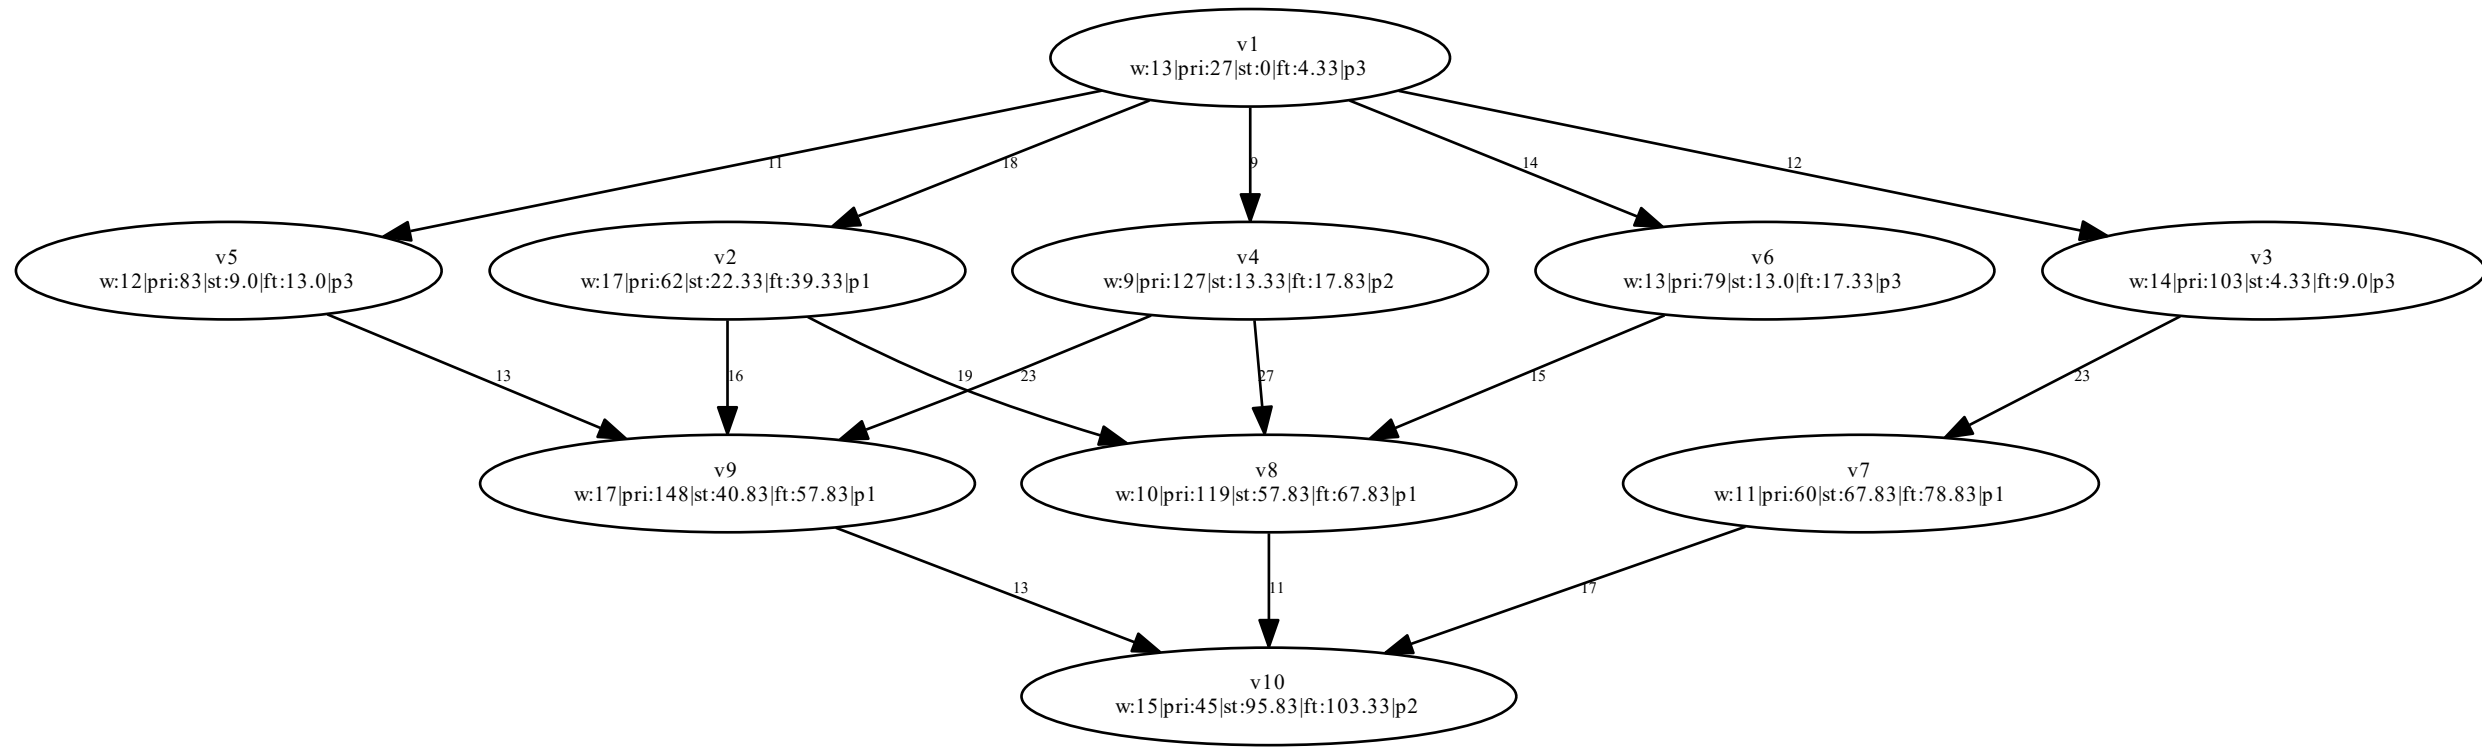 v1
w:13|pri:27|st:0|ft:4.33|p3
11
18
9
14
12
v5
w:12|pri:83|st:9.0|ft:13.0|p3
v2
w:17|pri:62|st:22.33|ft:39.33|p1
v4
w:9|pri:127|st:13.33|ft:17.83|p2
v6
w:13|pri:79|st:13.0|ft:17.33|p3
v3
w:14|pri:103|st:4.33|ft:9.0|p3
13
16
19
23
27
15
23
v9
w:17|pri:148|st:40.83|ft:57.83|p1
v8
w:10|pri:119|st:57.83|ft:67.83|p1
v7
w:11|pri:60|st:67.83|ft:78.83|p1
13
11
17
v10
w:15|pri:45|st:95.83|ft:103.33|p2